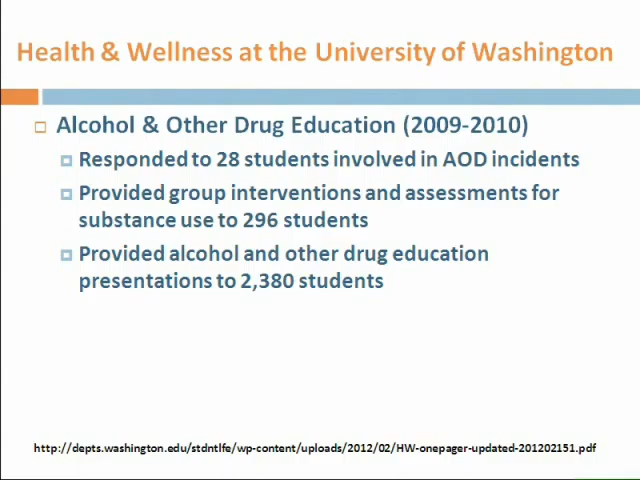 Health & Wellness at the University of Washington
Alcohol & Other Drug Education (2009-2010)
Responded to 28 students involved in AOD incidents
Provided group interventions and assessments for
substance use to 296 students
Provided alcohol and other drug education
presentations to 2,380 students
http://depts.washington.edu/stdntlfe/wp-content/uploads/2012/02/HW-onepager-updated-201202151.pdf